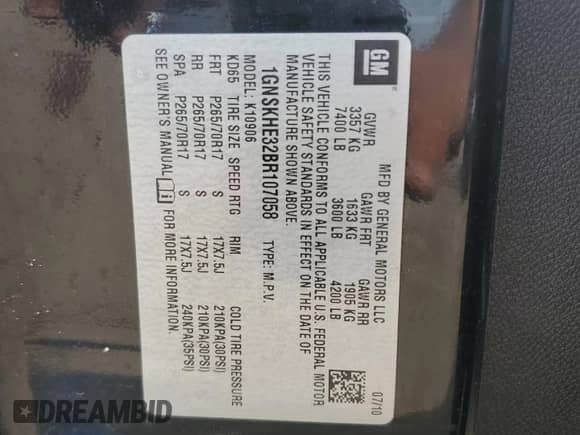 GM
MFD BY GENERAL MOTORS LLC 07/10
GVWR GAWR FRT GAWR RR
3357 KG 1633 KG 1905 KG
7400 LB 3600 LB 4200 LB
THIS VEHICLE CONFORMS TO ALL APPLICABLE U.S. FEDERAL MOTOR
VEHICLE SAFETY STANDARDS IN EFFECT ON THE DATE OF
MANUFACTURE SHOWN ABOVE.
1GNSKHE32BR107058 TYPE: M.P.V.
MODEL: K10906
KD65 TIRE SIZE SPEED RTG RIM COLD TIRE PRESSURE
FRT P265/70R17 S 17X7.5J 210KPA(30PSI)
RR P265/70R17 S 17X7.5J 210KPA(30PSI)
SPA P265/70R17 S 17X7.5J 240KPA(35PSI)
SEE OWNER'S MANUAL i FOR MORE INFORMATION.
DREAMBID